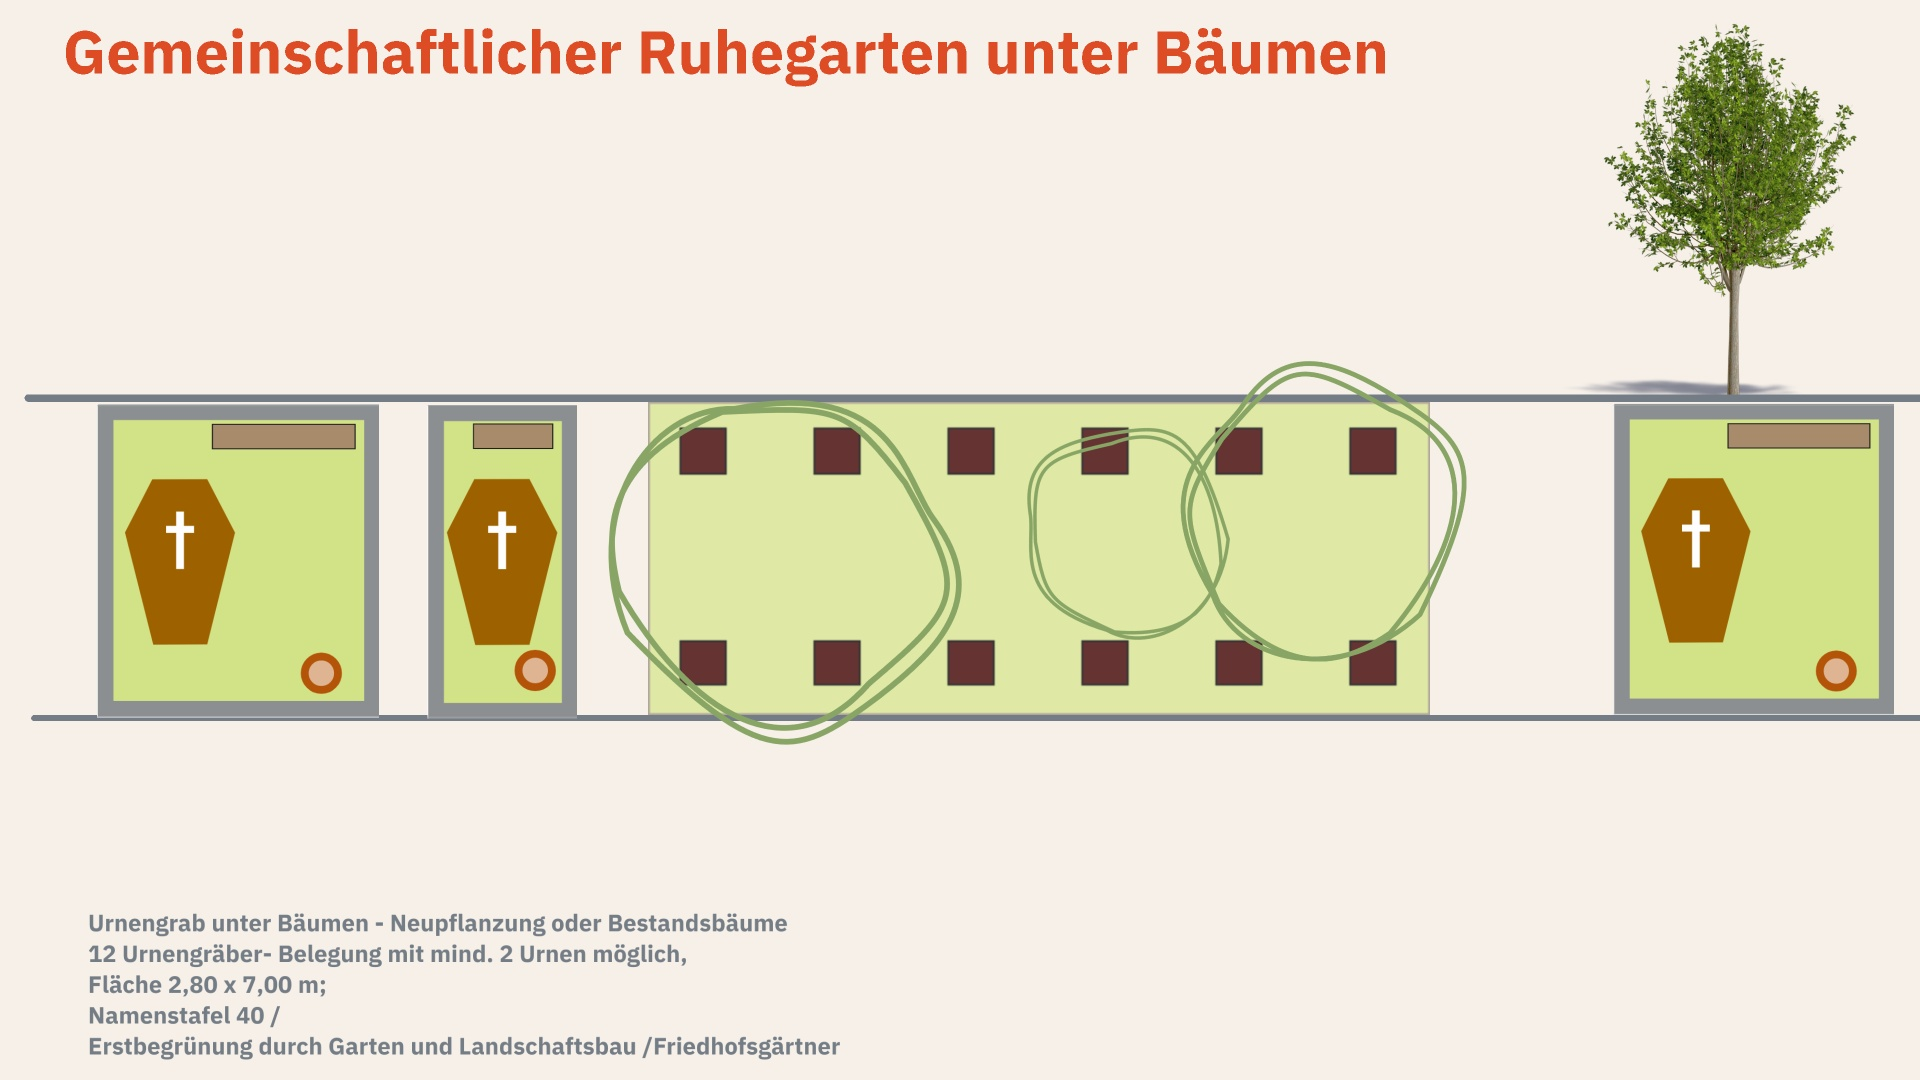 Gemeinschaftlicher Ruhegarten unter Bäumen
Urnengrab unter Bäumen - Neupflanzung oder Bestandsbäume
12 Urnengräber- Belegung mit mind. 2 Urnen möglich,
Fläche 2,80 x 7,00 m;
Namenstafel 40 /
Erstbegrünung durch Garten und Landschaftsbau /Friedhofsgärtner